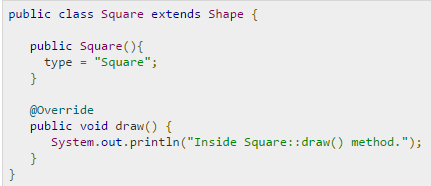 public class Square extends Shape {
public Square(){
type = "Square";
}
@Override
public void draw() {
System.out.println("Inside Square::draw() method.");
}
}